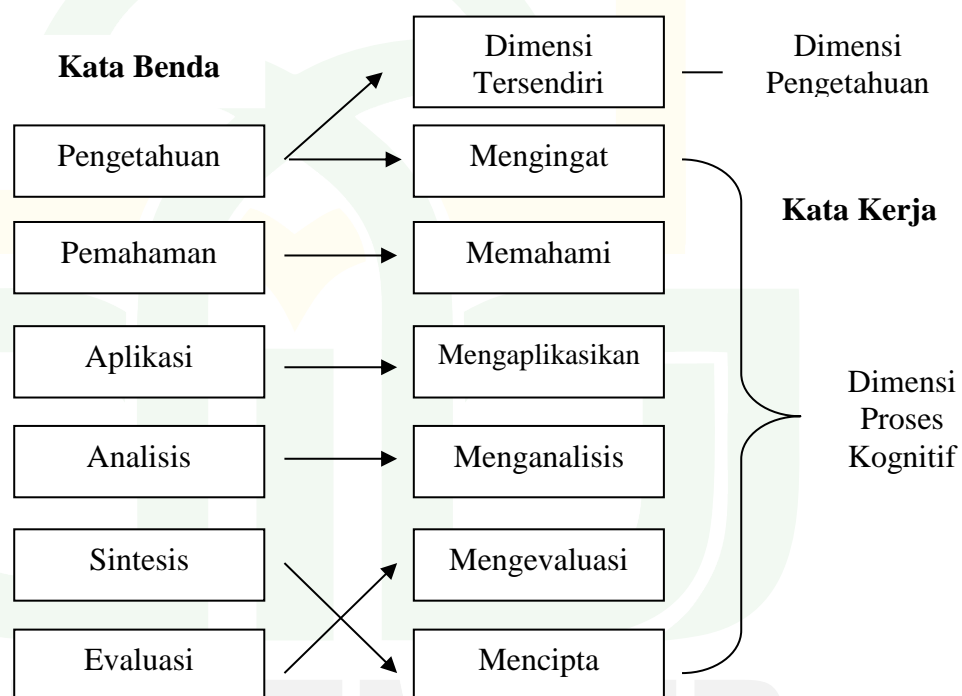 Kata Benda
Dimensi
Tersendiri
Dimensi
Pengetahuan
Pengetahuan
Mengingat
Kata Kerja
Pemahaman
Memahami
Aplikasi
Mengaplikasikan
Dimensi
Proses
Kognitif
Analisis
Menganalisis
Sintesis
Mengevaluasi
Evaluasi
Mencipta